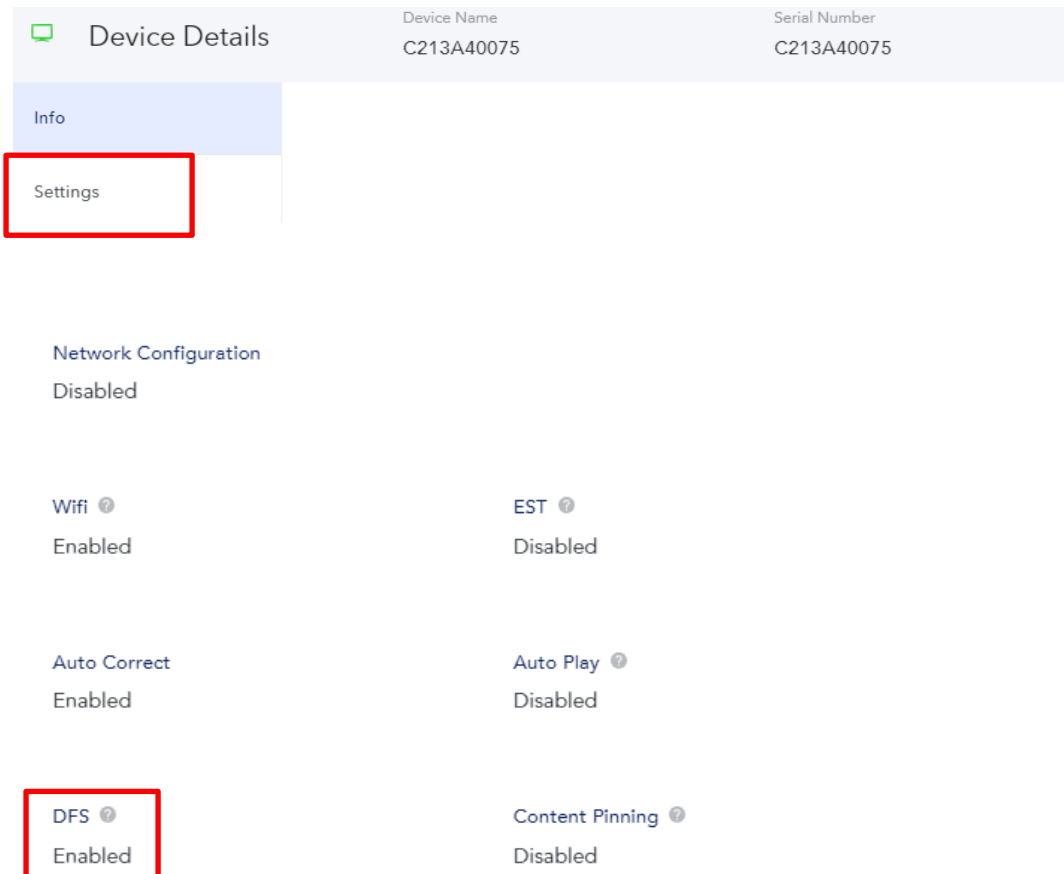 Device Details
Device Name
C213A40075
Serial Number
C213A40075
Info
Settings
Network Configuration
Disabled
Wifi ?
Enabled
EST ?
Disabled
Auto Correct
Enabled
Auto Play ?
Disabled
DFS ?
Enabled
Content Pinning ?
Disabled